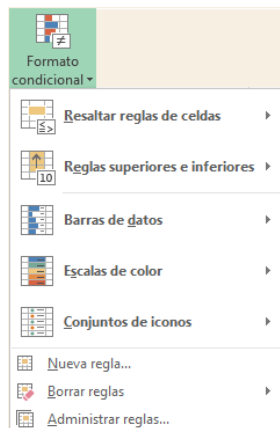 Formato
condicional
Resaltar reglas de celdas
Reglas superiores e inferiores
10
Barras de datos
Escalas de color
Conjuntos de iconos
Nueva regla...
Borrar reglas
Administrar reglas...